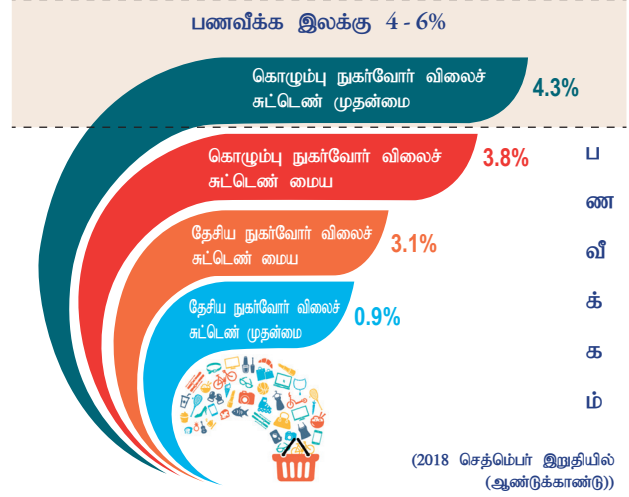 பணவீக்க இலக்கு 4 - 6%
கொழும்பு நுகர்வோர் விலைச்
சுட்டெண் முதன்மை
4.3%
கொழும்பு நுகர்வோர் விலைச்
சுட்டெண் மைய
3.8%
தேசிய நுகர்வோர் விலைச்
சுட்டெண் மைய
3.1%
தேசிய நுகர்வோர் விலைச்
சுட்டெண் முதன்மை
0.9%
ப
ண
வீ
க்
க
ம்
(2018 செத்தெம்பர் இறுதியில்
(ஆண்டுக்காண்டு))